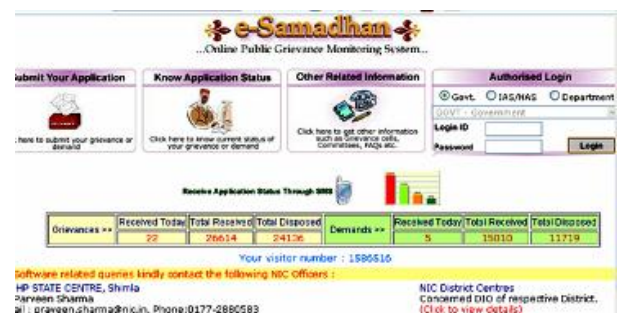 e-Samadhan
...Online Public Grievance Monitoring System...
ubmit Your Application
Know Application Status
Other Related Information
Authorised Login
Govt. IAS/HAS Department
GOVT - Government
here to submit your grievance or
demand
Click here to know current status of
your grievance or demand
Click here to get other information
such as Grievance cells,
Committees, FAQs etc.
Login ID
Password
Login
Receive Application Status Through SMS
Grievances >>
Received Today Total Received Total Disposed
22 26614 24136
Demands >>
Received Today Total Received Total Disposed
5 15010 11719
Your visitor number : 1586516
Software related queries kindly contact the following NIC Officers :
HP STATE CENTRE, Shimla
Parveen Sharma
ail : praveen.sharma@nic.in, Phone:0177-2880583
NIC District Centres
Concerned DIO of respective District.
(Click to view details)